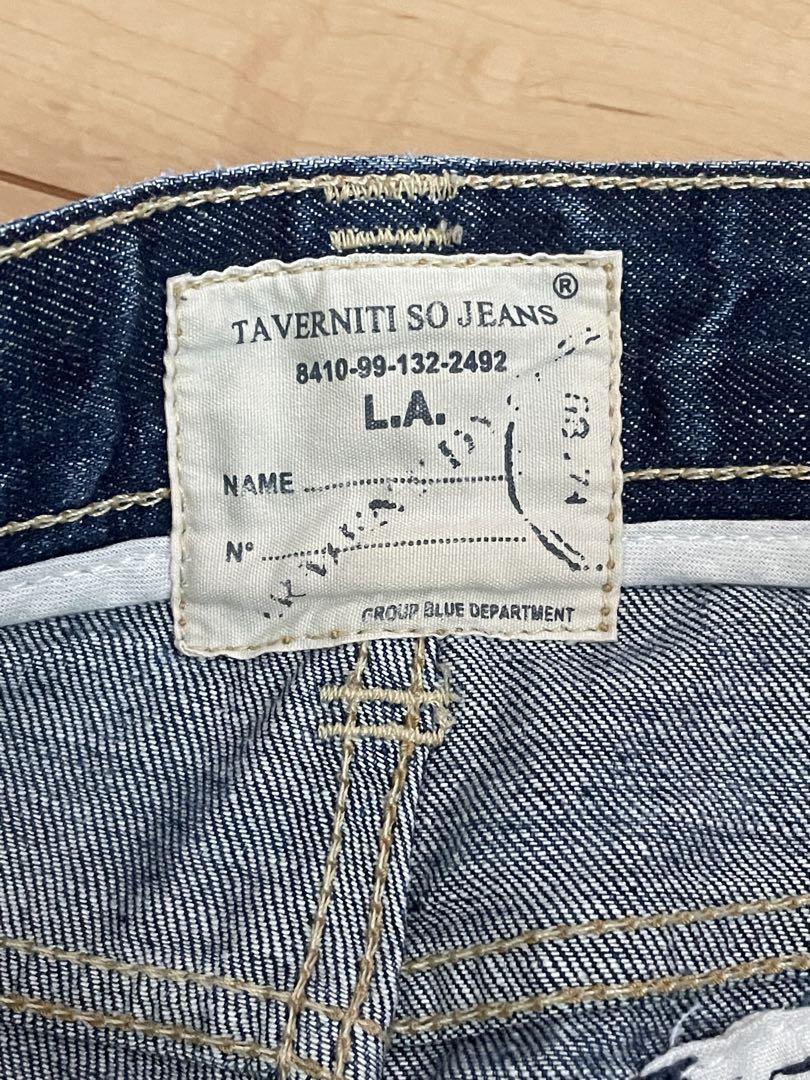 TAVERNITI SO JEANS ®
8410-99-132-2492
L.A.
NAME ..............................
N° ..............................
GROUP BLUE DEPARTMENT